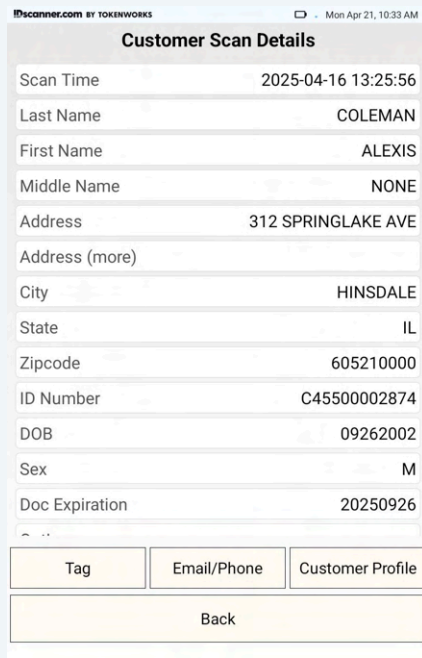 IDscanner.com BY TOKENWORKS Mon Apr 21, 10:33 AM
Customer Scan Details
Scan Time 2025-04-16 13:25:56
Last Name COLEMAN
First Name ALEXIS
Middle Name NONE
Address 312 SPRINGLAKE AVE
Address (more)
City HINSDALE
State IL
Zipcode 605210000
ID Number C45500002874
DOB 09262002
Sex M
Doc Expiration 20250926
Tag Email/Phone Customer Profile
Back